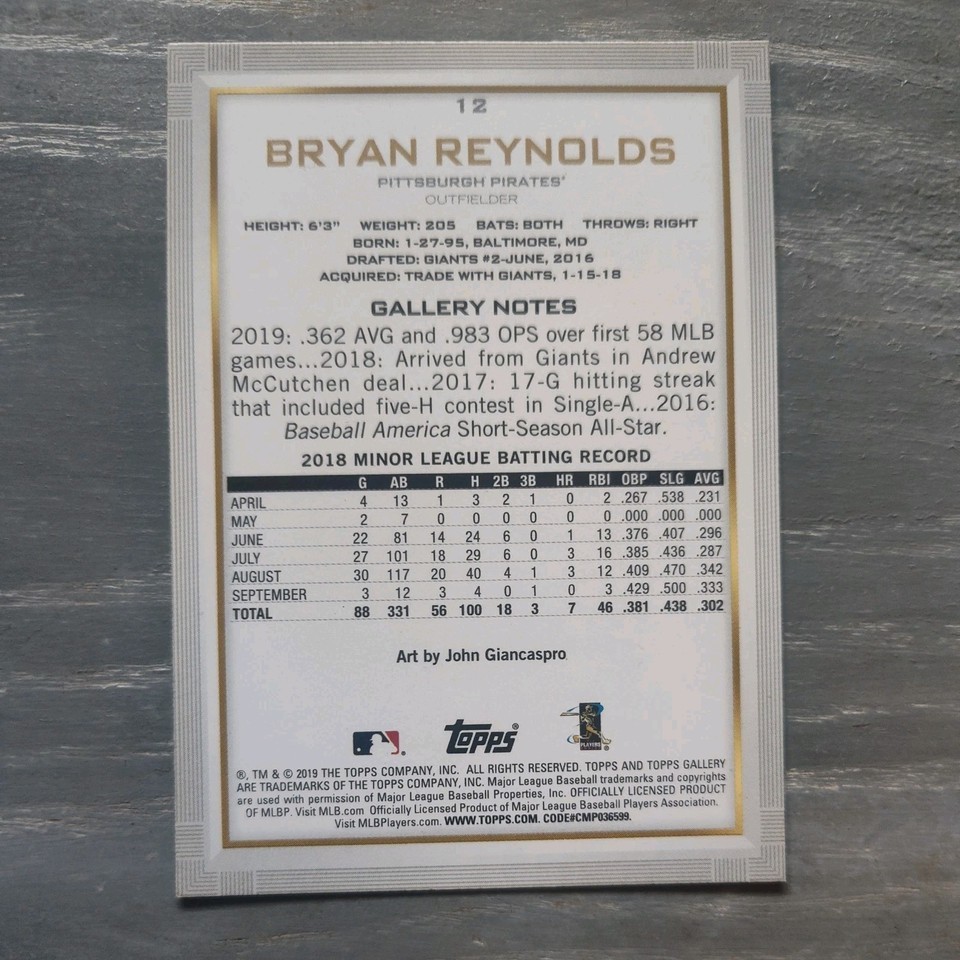 12
BRYAN REYNOLDS
PITTSBURGH PIRATES'
OUTFIELDER
HEIGHT: 6'3" WEIGHT: 205 BATS: BOTH THROWS: RIGHT
BORN: 1-27-95, BALTIMORE, MD
DRAFTED: GIANTS #2-JUNE, 2016
ACQUIRED: TRADE WITH GIANTS, 1-15-18
GALLERY NOTES
2019: .362 AVG and .983 OPS over first 58 MLB
games...2018: Arrived from Giants in Andrew
McCutchen deal...2017: 17-G hitting streak
that included five-H contest in Single-A...2016:
Baseball America Short-Season All-Star.
2018 MINOR LEAGUE BATTING RECORD
G AB R H 2B 3B HR RBI OBP SLG AVG
APRIL 4 13 1 3 2 1 0 2 .267 .538 .231
MAY 2 7 0 0 0 0 0 0 .000 .000 .000
JUNE 22 81 14 24 6 0 1 13 .376 .407 .296
JULY 27 101 18 29 6 0 3 16 .385 .436 .287
AUGUST 30 117 20 40 4 1 3 12 .409 .470 .342
SEPTEMBER 3 12 3 4 0 1 0 3 .429 .500 .333
TOTAL 88 331 56 100 18 3 7 46 .381 .438 .302
Art by John Giancaspro
Topps®
PLAYERS
®, TM & © 2019 THE TOPPS COMPANY, INC. ALL RIGHTS RESERVED. TOPPS AND TOPPS GALLERY
ARE TRADEMARKS OF THE TOPPS COMPANY, INC. Major League Baseball trademarks and copyrights
are used with permission of Major League Baseball Properties, Inc. OFFICIALLY LICENSED PRODUCT
OF MLBP. Visit MLB.com Officially Licensed Product of Major League Baseball Players Association.
Visit MLBPlayers.com. WWW.TOPPS.COM. CODE#CMP036599.